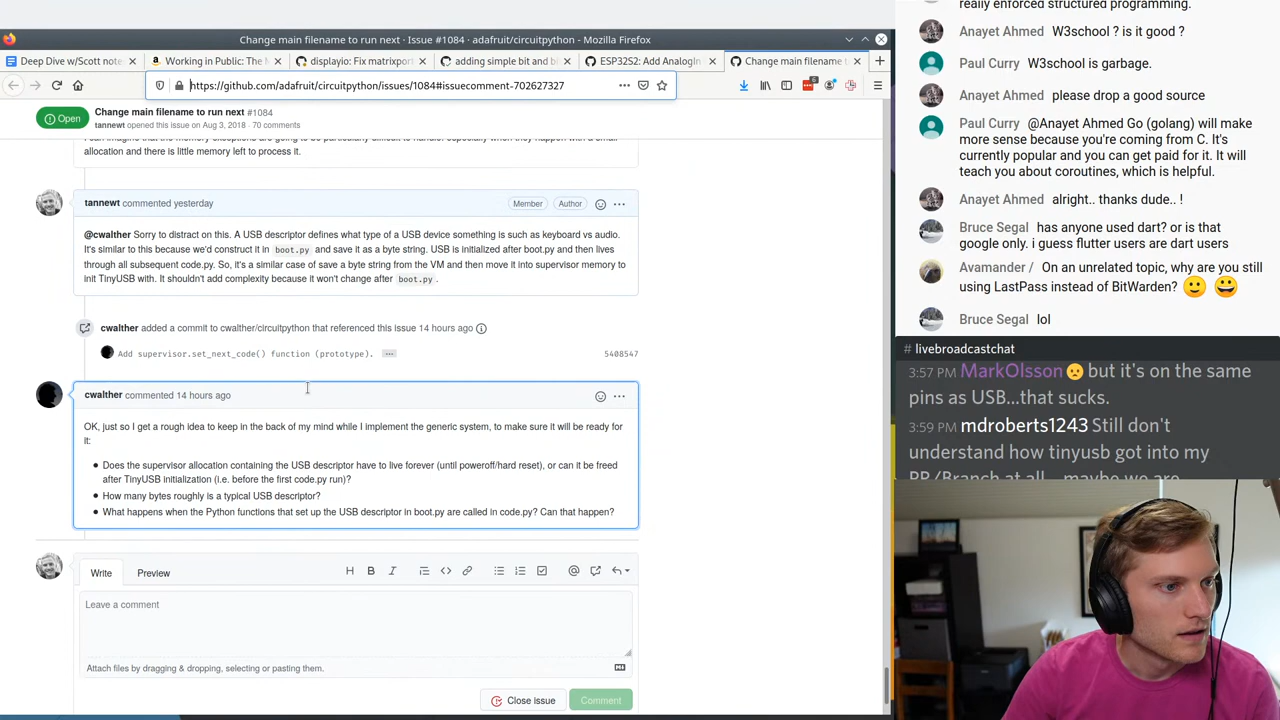 Change main filename to run next · Issue #1084 · adafruit/circuitpython - Mozilla Firefox
Deep Dive w/Scott note
Working in Public: The M
displayio: Fix matrixport
adding simple bit and bi
ESP32S2: Add AnalogIn
Change main filename t
https://github.com/adafruit/circuitpython/issues/1084#issuecomment-702627327
Open
Change main filename to run next #1084
tannewt opened this issue on Aug 3, 2018 · 70 comments
allocation and there is little memory left to process it.
tannewt commented yesterday
Member
Author
@cwalther Sorry to distract on this. A USB descriptor defines what type of a USB device something is such as keyboard vs audio.
It's similar to this because we'd construct it in boot.py and save it as a byte string. USB is initialized after boot.py and then lives
through all subsequent code.py. So, it's a similar case of save a byte string from the VM and then move it into supervisor memory to
init TinyUSB with. It shouldn't add complexity because it won't change after boot.py.
cwalther added a commit to cwalther/circuitpython that referenced this issue 14 hours ago
Add supervisor.set_next_code() function (prototype). ...
5408547
cwalther commented 14 hours ago
OK, just so I get a rough idea to keep in the back of my mind while I implement the generic system, to make sure it will be ready for
it:
• Does the supervisor allocation containing the USB descriptor have to live forever (until poweroff/hard reset), or can it be freed
after TinyUSB initialization (i.e. before the first code.py run)?
• How many bytes roughly is a typical USB descriptor?
• What happens when the Python functions that set up the USB descriptor in boot.py are called in code.py? Can that happen?
Write
Preview
Leave a comment
Attach files by dragging & dropping, selecting or pasting them.
Close issue
Comment
really enforced structured programming.
Anayet Ahmed W3school ? is it good ?
Paul Curry W3school is garbage.
Anayet Ahmed please drop a good source
Paul Curry @Anayet Ahmed Go (golang) will make
more sense because you're coming from C. It's
currently popular and you can get paid for it. It will
teach you about coroutines, which is helpful.
Anayet Ahmed alright.. thanks dude.. !
Bruce Segal has anyone used dart? or is that
google only. i guess flutter users are dart users
Avamander / On an unrelated topic, why are you still
using LastPass instead of BitWarden? 🙂 😀
Bruce Segal lol
# livebroadcastchat
3:57 PM MarkOlsson 🙁 but it's on the same
pins as USB...that sucks.
3:59 PM mdroberts1243 Still don't
understand how tinyusb got into my
PR/Branch at all... maybe we are